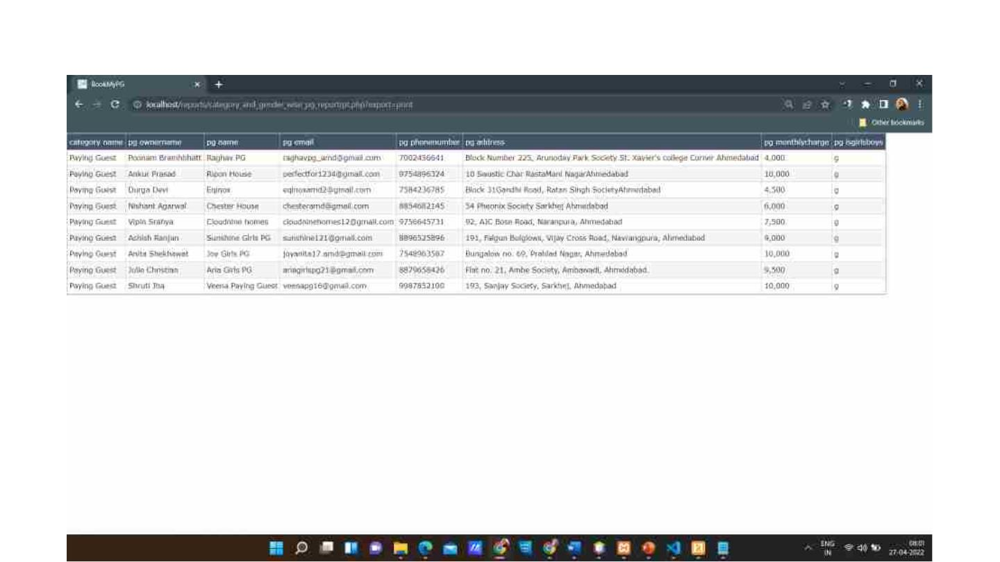 BookMyPG
localhost/reports/category_and_gender_wise_pg_reportrpt.php?export=print
Other bookmarks
category name pg ownername pg name pg email pg phonenumber pg address pg monthlycharge pg isgirlsboys
Paying Guest Poonam Bramhbhatt Raghav PG raghavpg_amd@gmail.com 7002456641 Block Number 225, Arunoday Park Society St. Xavier's college Corner Ahmedabad 4,000 g
Paying Guest Ankur Prasad Ripon House perfectfor1234@gmail.com 9754896324 10 Swastic Char RastaMani NagarAhmedabad 10,000 g
Paying Guest Durga Devi Eqinox eqinoxamd2@gmail.com 7584236785 Block 31Gandhi Road, Ratan Singh SocietyAhmedabad 4,500 g
Paying Guest Nishant Agarwal Chester House chesteramd@gmail.com 8854682145 54 Pheonix Society Sarkhej Ahmedabad 6,000 g
Paying Guest Vipin Cloudnine homes cloudninehomes12@gmail.com 9756645731 92, AJC Bose Road, Naranpura, Ahmedabad 7,500 g
Paying Guest Ashish Ranjan Sunshine Girls PG sunshine121@gmail.com 8896525896 191, Falgun Bulglows, Vijay Cross Road, Navrangpura, Ahmedabad 9,000 g
Paying Guest Anita Shekhawat Joy Girls PG joyanita17.amd@gmail.com 7548963587 Bungalow no. 69, Prahlad Nagar, Ahmedabad 10,000 g
Paying Guest Julie Christian Aria Girls PG ariagirlspg21@gmail.com 8879658426 Flat no. 21, Ambe Society, Ambawadi, Ahmedabad. 9,500 g
Paying Guest Shruti Jha Veena Paying Guest veenapg16@gmail.com 9987852100 193, Sanjay Society, Sarkhej, Ahmedabad 10,000 g
ENG 08:01
IN 27-04-2022